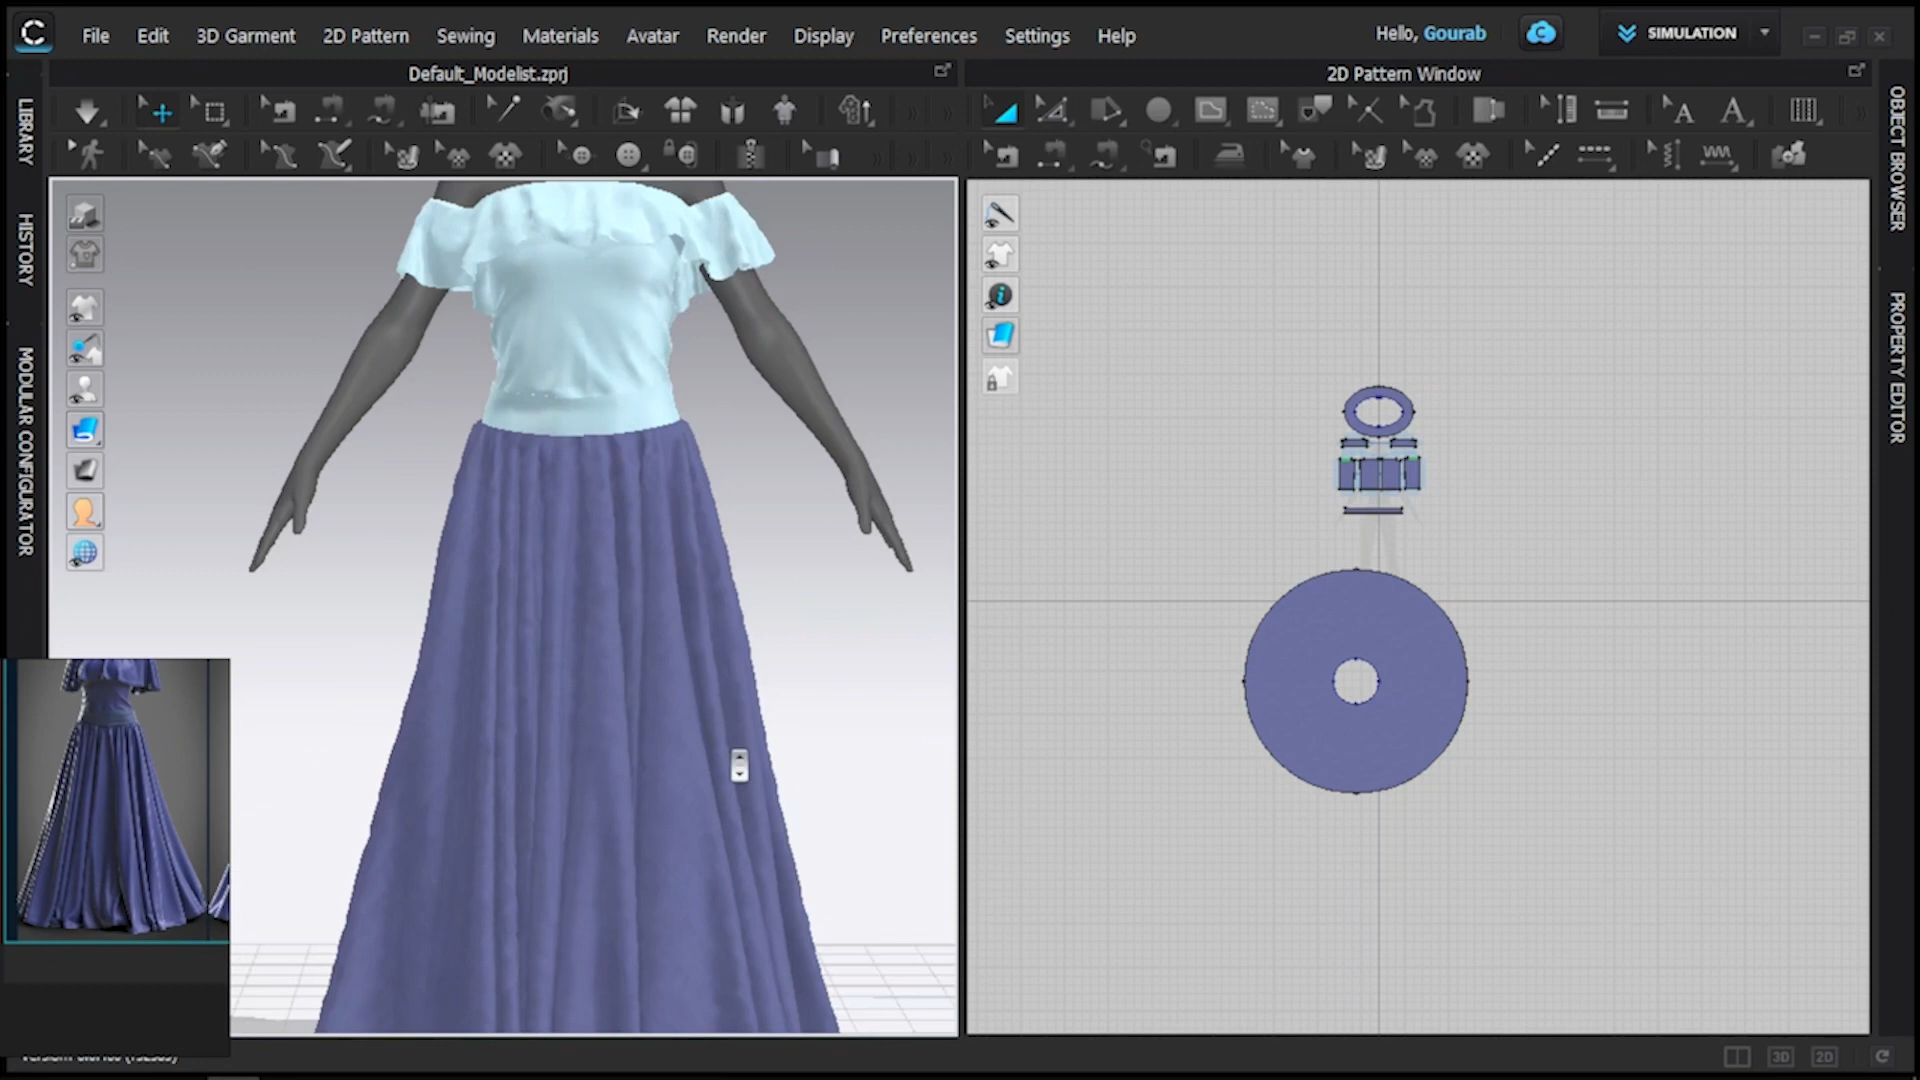 File Edit 3D Garment 2D Pattern Sewing Materials Avatar Render Display Preferences Settings Help
Hello, Gourab
SIMULATION
Default_Modelist.zprj
2D Pattern Window
LIBRARY
HISTORY
MODULAR CONFIGURATOR
OBJECT BROWSER
PROPERTY EDITOR
3D
2D